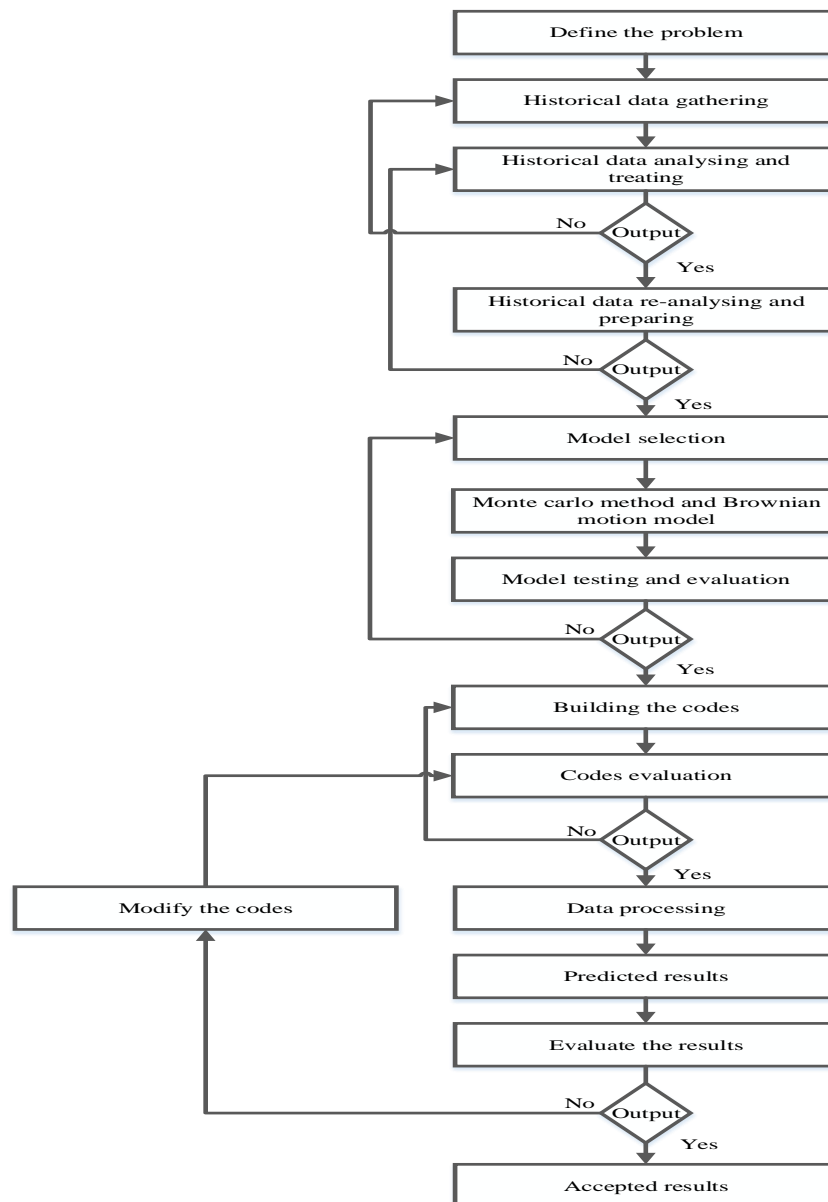 Define the problem
Historical data gathering
Historical data analysing and
treating
No
Output
Yes
Historical data re-analysing and
preparing
No
Output
Yes
Model selection
Monte carlo method and Brownian
motion model
Model testing and evaluation
No
Output
Yes
Building the codes
Codes evaluation
No
Output
Yes
Modify the codes
Data processing
Predicted results
Evaluate the results
No
Output
Yes
Accepted results